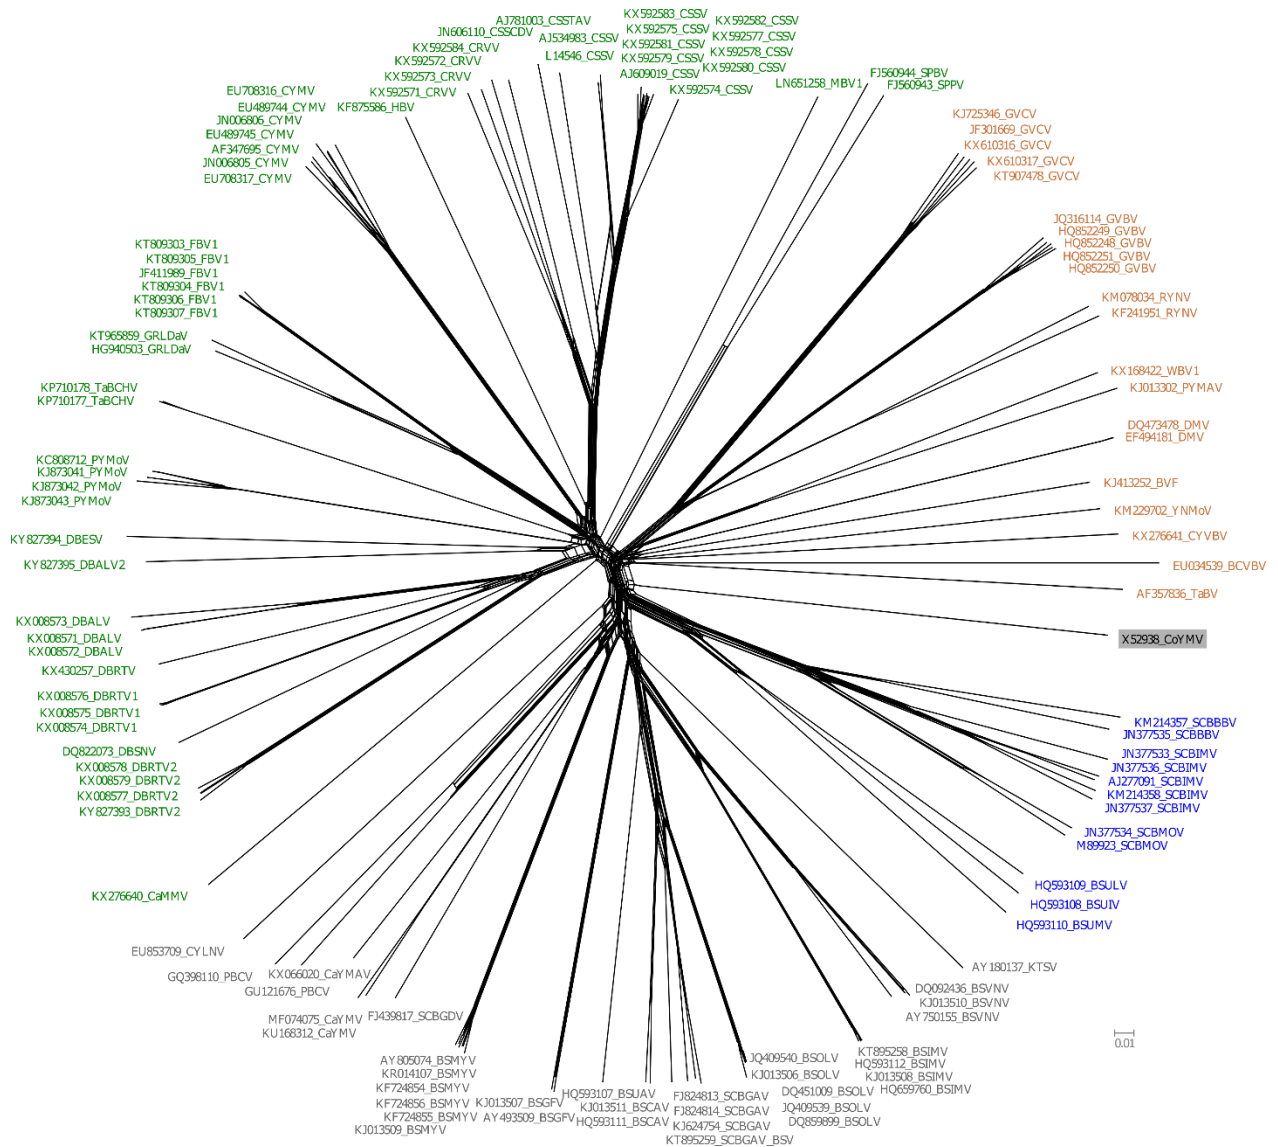 AJ781003_CSSTAV
JN606110_CSSCDV
KX592584_CRVV
KX592572_CRVV
KX592573_CRVV
KX592571_CRVV
KF875586_HBV
AJ534983_CSSV
L14546_CSSV
KX592583_CSSV
KX592575_CSSV
KX592581_CSSV
KX592579_CSSV
AJ609019_CSSV
KX592582_CSSV
KX592577_CSSV
KX592578_CSSV
KX592580_CSSV
KX592574_CSSV
LN651258_MBV1
FJ560944_SPBV
FJ560943_SPPV
KJ725346_GVCV
JF301669_GVCV
KX610316_GVCV
KX610317_GVCV
KT907478_GVCV
JQ316114_GVBV
HQ852249_GVBV
HQ852248_GVBV
HQ852251_GVBV
HQ852250_GVBV
KM078034_RYNV
KF241951_RYNV
KX168422_WBV1
KJ013302_PYMAV
DQ473478_DMV
EF494181_DMV
KJ413252_BVF
KM229702_YNMoV
KX276641_CYVBV
EU034539_BCVBV
AF357836_TaBV
X52938_CoYMV
KM214357_SCBBBV
JN377535_SCBBBV
JN377533_SCBIMV
JN377536_SCBIMV
AJ277091_SCBIMV
KM214358_SCBIMV
JN377537_SCBIMV
JN377534_SCBMOV
M89923_SCBMOV
HQ593109_BSULV
HQ593108_BSUIV
HQ593110_BSUMV
AY180137_KTSV
DQ092436_BSVNV
KJ013510_BSVNV
AY750155_BSVNV
0.01
KT895258_BSIMV
HQ593112_BSIMV
KJ013508_BSIMV
HQ659760_BSIMV
JQ409540_BSOLV
KJ013506_BSOLV
DQ451009_BSOLV
JQ409539_BSOLV
DQ859899_BSOLV
FJ824813_SCBGAV
FJ824814_SCBGAV
KJ624754_SCBGAV
KT895259_SCBGAV_BSV
HQ593107_BSUAV
KJ013511_BSCAV
HQ593111_BSCAV
KJ013507_BSGFV
AY493509_BSGFV
AY805074_BSMYV
KR014107_BSMYV
KF724854_BSMYV
KF724856_BSMYV
KF724855_BSMYV
KJ013509_BSMYV
FJ439817_SCBGDV
MF074075_CaYMV
KU168312_CaYMV
KX066020_CaYMAV
GU121676_PBCV
GQ398110_PBCV
EU853709_CYLNV
KX276640_CaMMV
KY827393_DBRTV2
KX008577_DBRTV2
KX008579_DBRTV2
KX008578_DBRTV2
DQ822073_DBSNV
KX008574_DBRTV1
KX008575_DBRTV1
KX008576_DBRTV1
KX430257_DBRTV
KX008572_DBALV
KX008571_DBALV
KX008573_DBALV
KY827395_DBALV2
KY827394_DBESV
KJ873043_PYMoV
KJ873042_PYMoV
KJ873041_PYMoV
KC808712_PYMoV
KP710177_TaBCHV
KP710178_TaBCHV
HG940503_GRLDaV
KT965859_GRLDaV
KT809307_FBV1
KT809306_FBV1
KT809304_FBV1
JF411989_FBV1
KT809305_FBV1
KT809303_FBV1
EU708317_CYMV
JN006805_CYMV
AF347695_CYMV
EU489745_CYMV
JN006806_CYMV
EU489744_CYMV
EU708316_CYMV